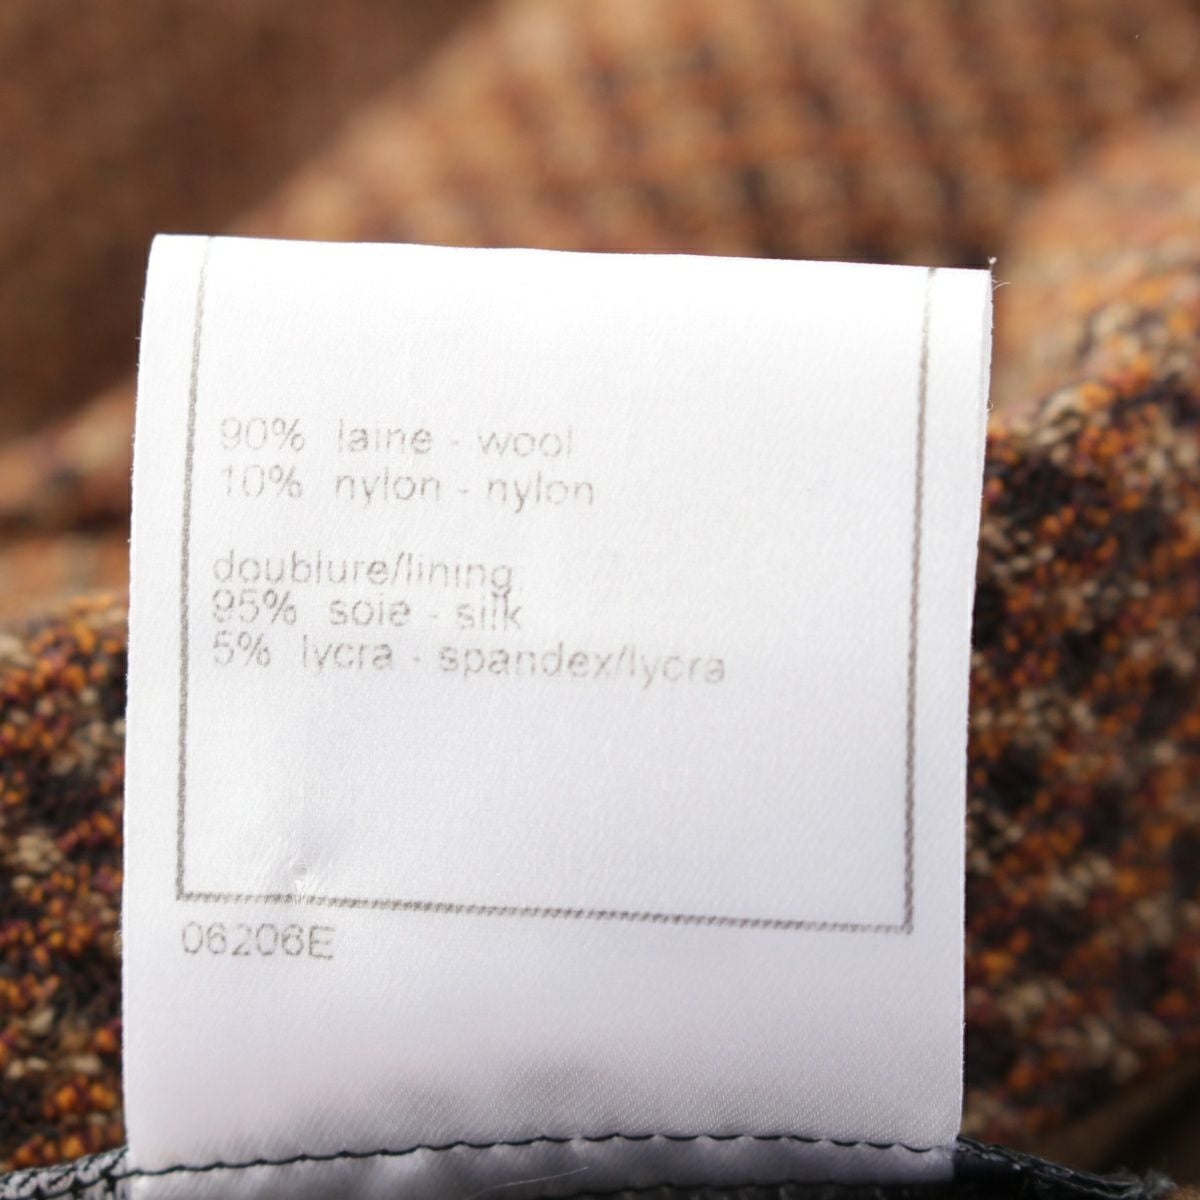 90% laine - wool
10% nylon - nylon
doublure/lining
95% soie - silk
5% lycra - spandex/lycra
06206E